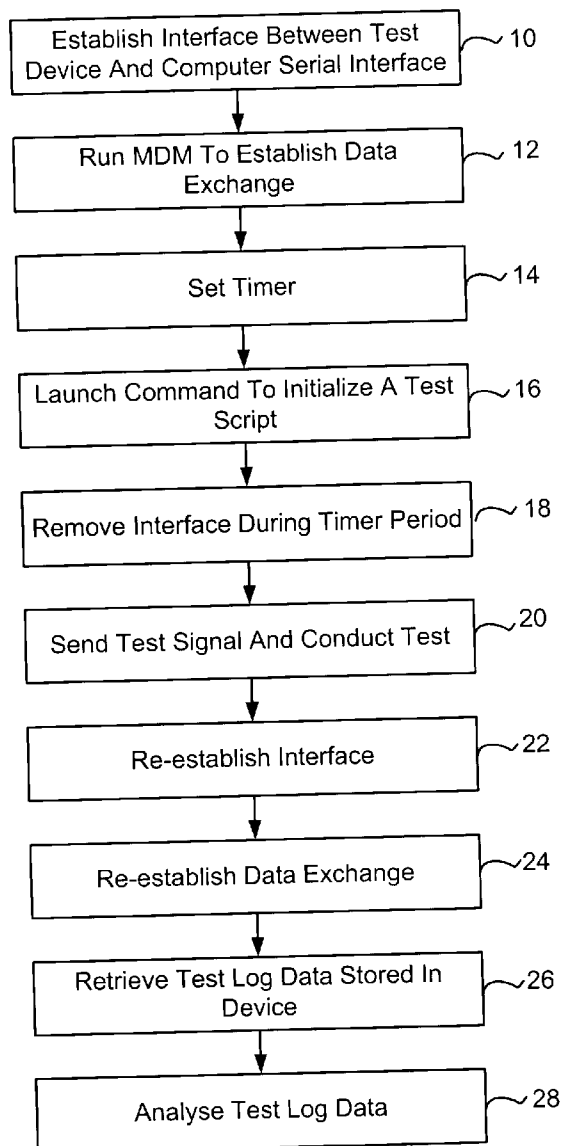 Establish Interface Between Test
Device And Computer Serial Interface
10
Run MDM To Establish Data
Exchange
12
Set Timer
14
Launch Command To Initialize A Test
Script
16
Remove Interface During Timer Period
18
Send Test Signal And Conduct Test
20
Re-establish Interface
22
Re-establish Data Exchange
24
Retrieve Test Log Data Stored In
Device
26
Analyse Test Log Data
28